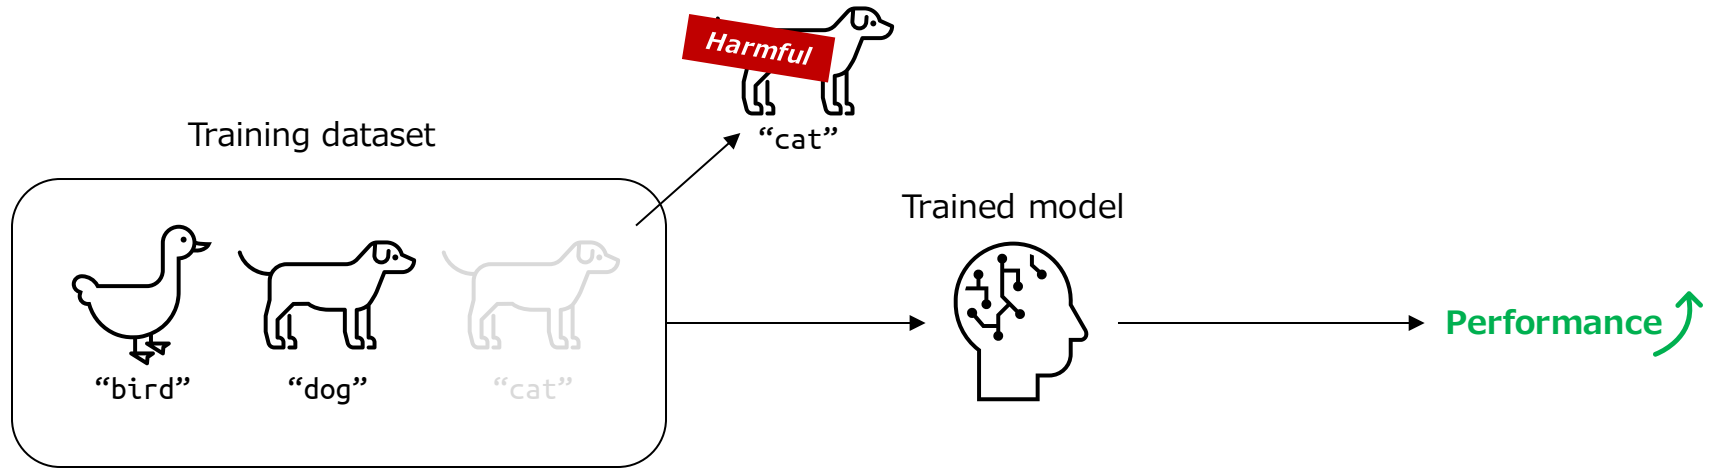 Harmful
“cat”
Training dataset
Trained model
“bird”
“dog”
“cat”
Performance